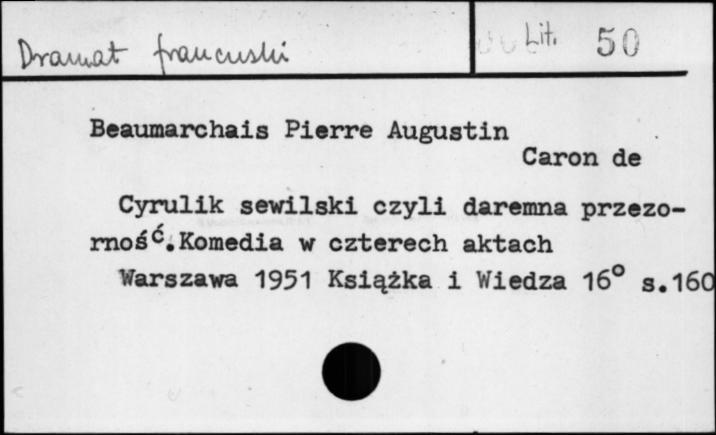 Dramat francuski
Lit. 50
Beaumarchais Pierre Augustin
Caron de
Cyrulik sewilski czyli daremna przezo-
rność.Komedia w czterech aktach
Warszawa 1951 Książka i Wiedza 16° s.160